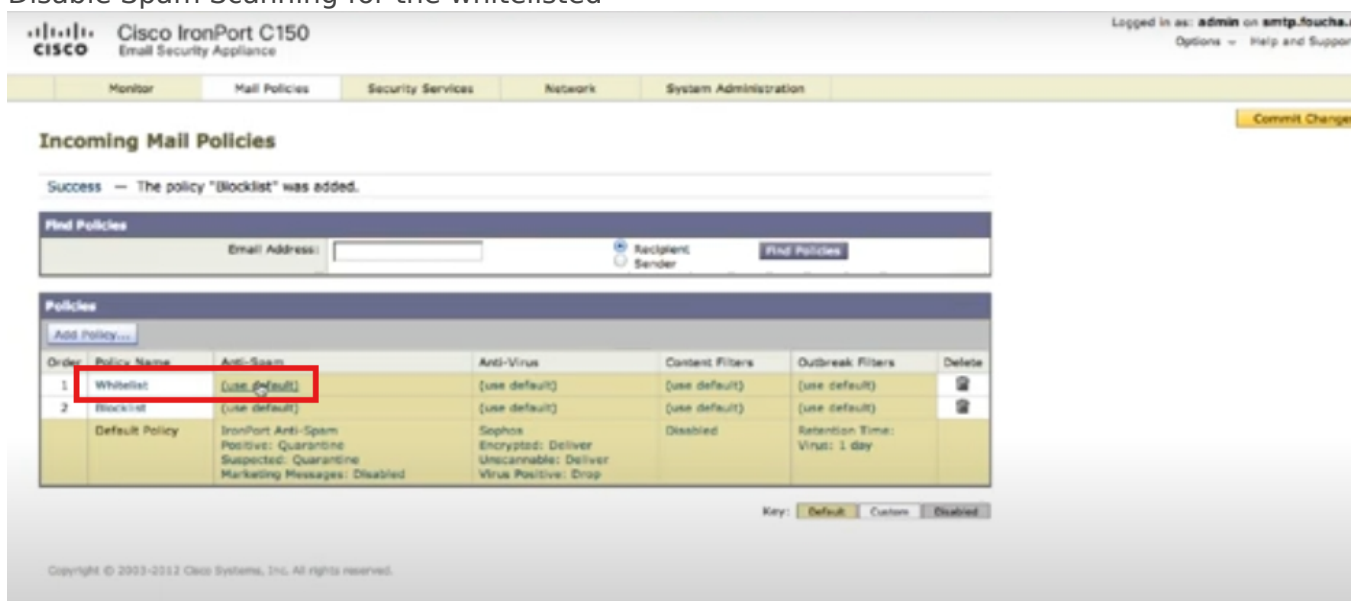 Disable Spam Scanning for the whitelisted
CISCO
Cisco IronPort C150
Email Security Appliance
Logged in as: admin on smtp.foucha.
Options Help and Suppor
Monitor Mail Policies Security Services Network System Administration
Commit Change
Incoming Mail Policies
Success — The policy "Blocklist" was added.
Find Policies
Email Address: Recipient Find Policies
Sender
Policies
Add Policy...
Order Policy Name Anti-Spam Anti-Virus Content Filters Outbreak Filters Delete
1 Whitelist (use default) (use default) (use default) (use default)
2 Blocklist (use default) (use default) (use default) (use default)
Default Policy IronPort Anti-Spam Sophos Disabled Retention Time:
Positive: Quarantine Encrypted: Deliver Virus: 1 day
Suspected: Quarantine Unscannable: Deliver
Marketing Messages: Disabled Virus Positive: Drop
Key: Default Custom Disabled
Copyright © 2003-2012 Cisco Systems, Inc. All rights reserved.